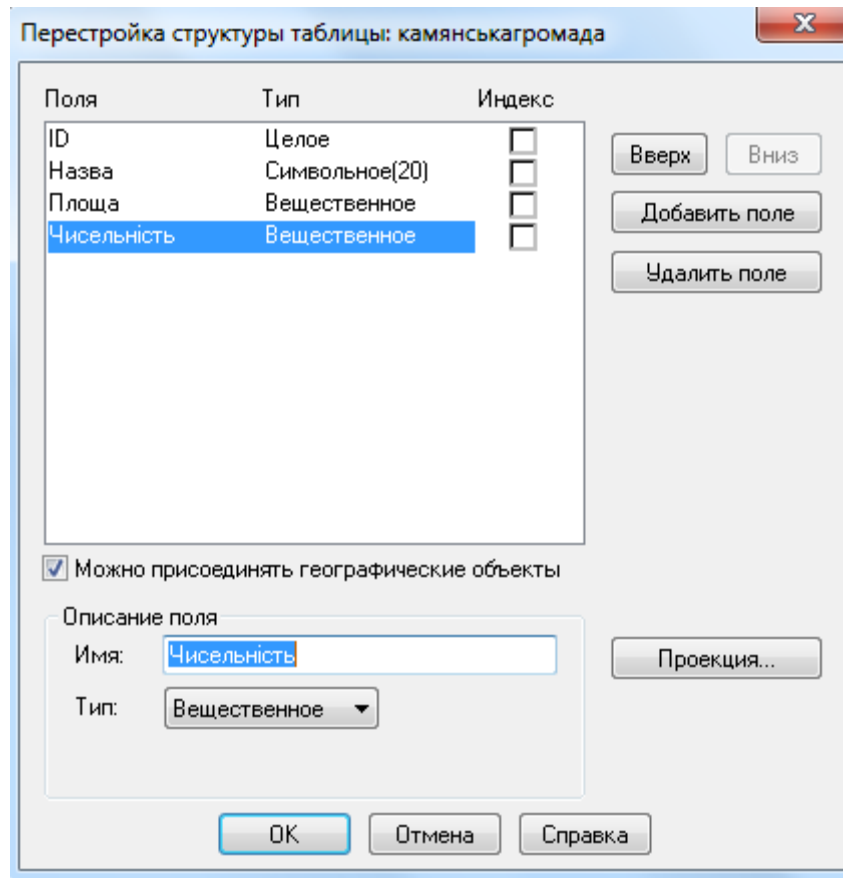 Перестройка структуры таблицы: камянськагромада
Поля Тип Индекс
ID Целое
Назва Символьное(20)
Площа Вещественное
Чисельність Вещественное
Вверх Вниз
Добавить поле
Удалить поле
Можно присоединять географические объекты
Описание поля
Имя: Чисельність
Тип: Вещественное
Проекция...
OK Отмена Справка